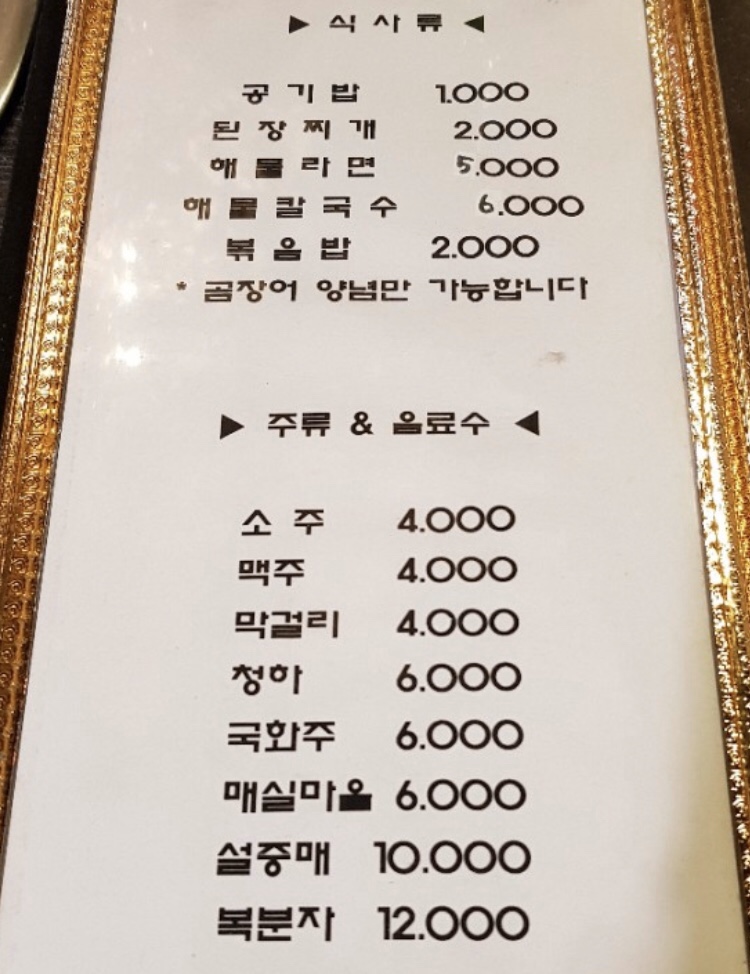 ▶ 식 사 류 ◀
공 기 밥 1.000
된 장 찌 개 2.000
해 물 라 면 5.000
해 물 칼 국 수 6.000
볶 음 밥 2.000
* 곰장어 양념만 가능합니다
▶ 주류 & 음료수 ◀
소 주 4.000
맥주 4.000
막걸리 4.000
청하 6.000
국화주 6.000
매실마을 6.000
설중매 10.000
복분자 12.000